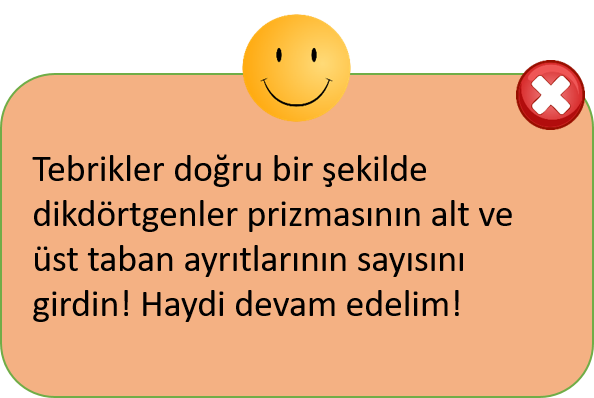 Tebrikler doğru bir şekilde
dikdörtgenler prizmasının alt ve
üst taban ayrıtlarının sayısını
girdin! Haydi devam edelim!